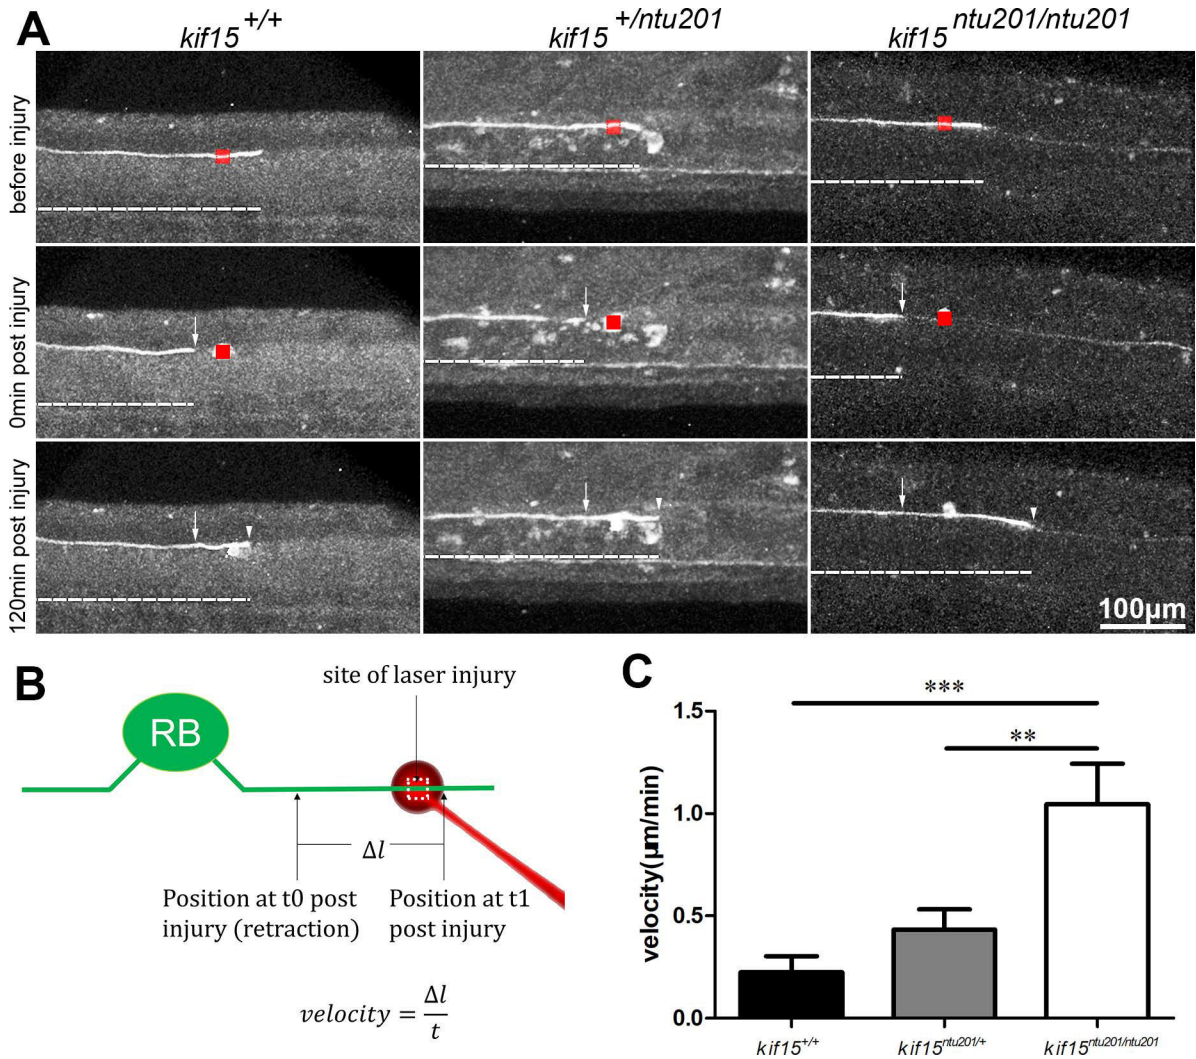 A
kif15 +/+
kif15 +/ntu201
kif15 ntu201/ntu201
before injury
0min post injury
120min post injury
100µm
B
site of laser injury
RB
Δl
Position at t0 post
injury (retraction)
Position at t1
post injury
velocity = Δl/t
C
***
**
velocity(µm/min)
1.5
1.0
0.5
0.0
kif15+/+
kif15ntu201/+
kif15ntu201/ntu201